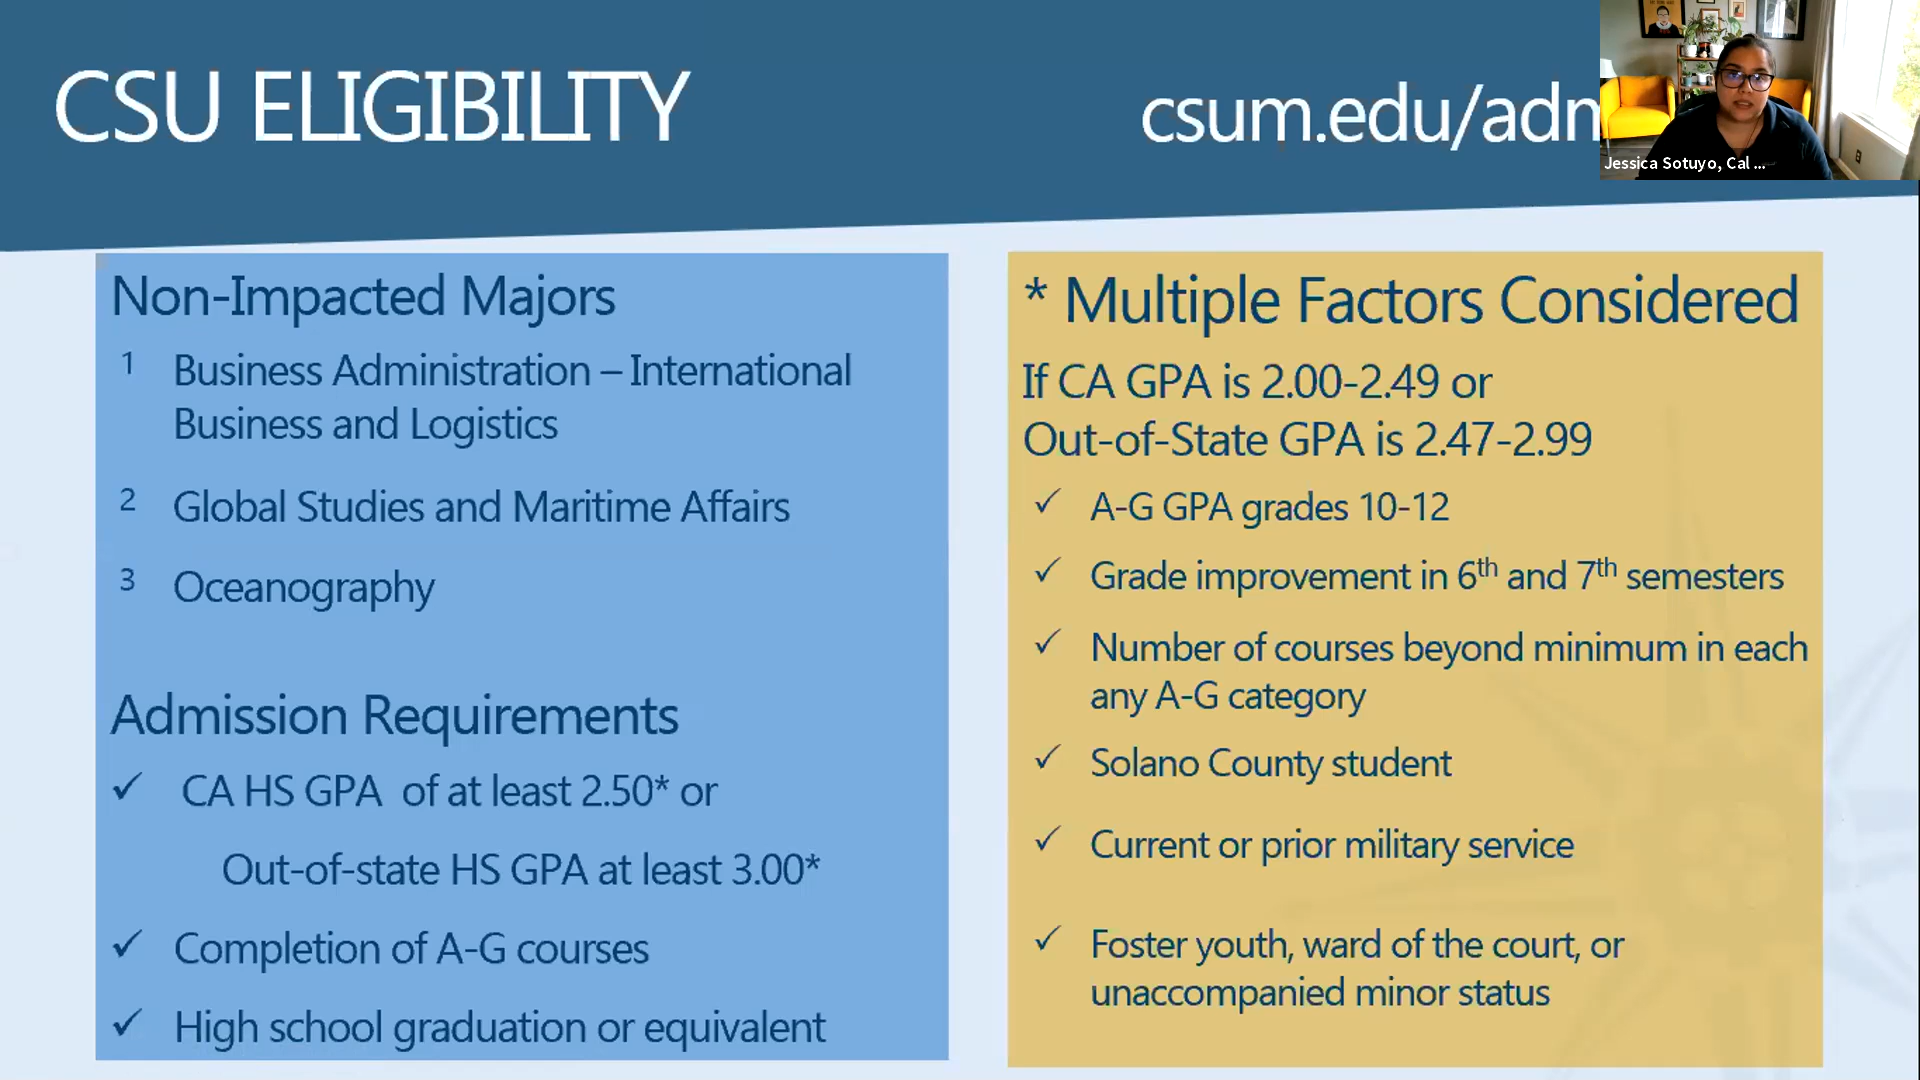 CSU ELIGIBILITY
csum.edu/adm
Jessica Sotuyo, Cal ...
Non-Impacted Majors
1 Business Administration – International
Business and Logistics
2 Global Studies and Maritime Affairs
3 Oceanography
Admission Requirements
✓ CA HS GPA of at least 2.50* or
Out-of-state HS GPA at least 3.00*
✓ Completion of A-G courses
✓ High school graduation or equivalent
* Multiple Factors Considered
If CA GPA is 2.00-2.49 or
Out-of-State GPA is 2.47-2.99
✓ A-G GPA grades 10-12
✓ Grade improvement in 6th and 7th semesters
✓ Number of courses beyond minimum in each
any A-G category
✓ Solano County student
✓ Current or prior military service
✓ Foster youth, ward of the court, or
unaccompanied minor status